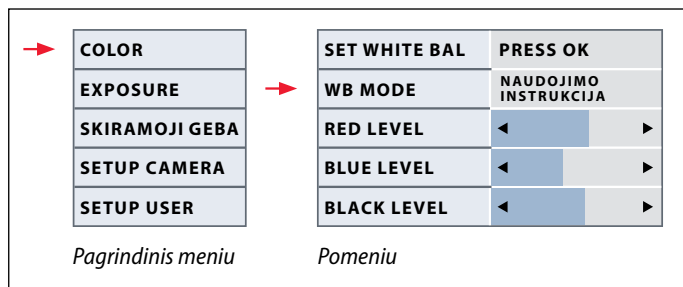 COLOR
EXPOSURE
SKIRAMOJI GEBA
SETUP CAMERA
SETUP USER
Pagrindinis meniu
SET WHITE BAL PRESS OK
WB MODE NAUDOJIMO
INSTRUKCIJA
RED LEVEL
BLUE LEVEL
BLACK LEVEL
Pomeniu